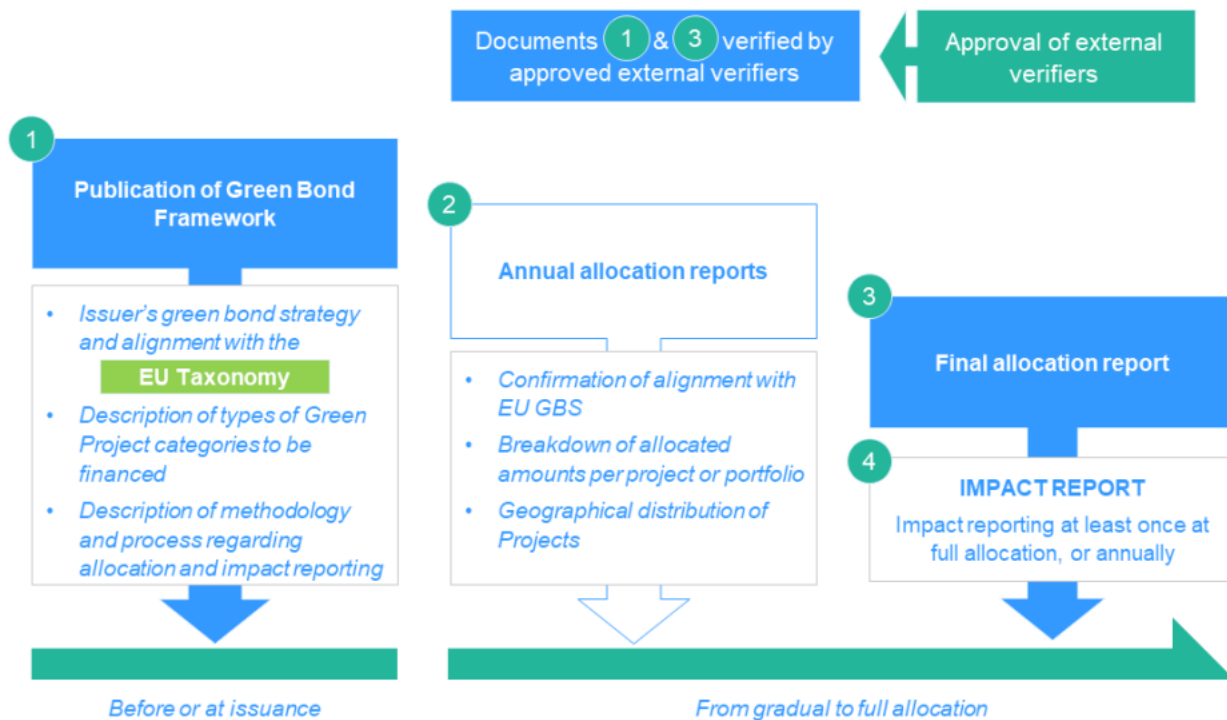 Documents 1 & 3 verified by
approved external verifiers
Approval of external
verifiers
1
Publication of Green Bond
Framework
• Issuer's green bond strategy
and alignment with the
EU Taxonomy
• Description of types of Green
Project categories to be
financed
• Description of methodology
and process regarding
allocation and impact reporting
Before or at issuance
2
Annual allocation reports
• Confirmation of alignment with
EU GBS
• Breakdown of allocated
amounts per project or portfolio
• Geographical distribution of
Projects
3
Final allocation report
4
IMPACT REPORT
Impact reporting at least once at
full allocation, or annually
From gradual to full allocation